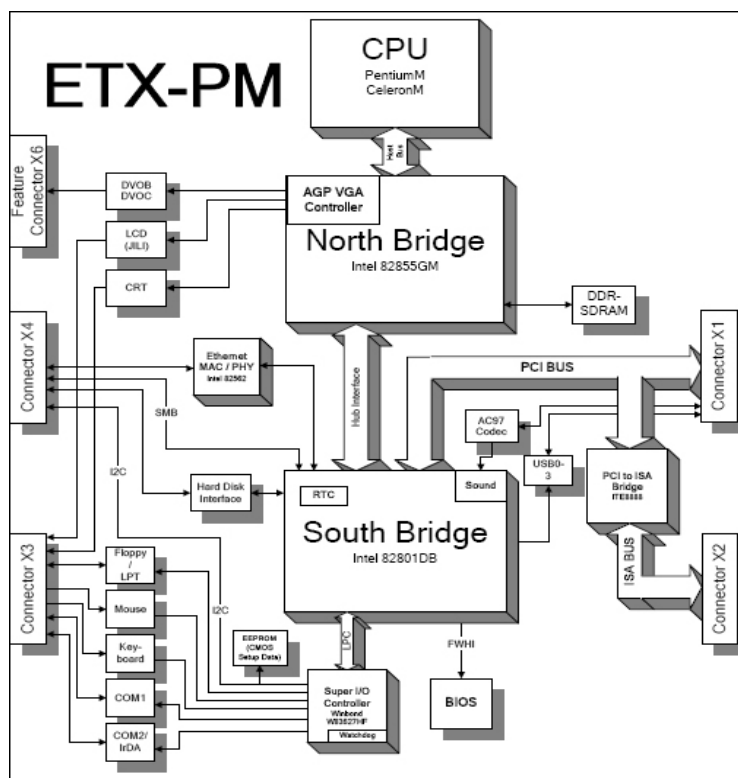 ETX-PM
CPU
PentiumM
CeleronM
Host
Bus
Feature
Connector X6
DVOB
DVOC
AGP VGA
Controller
LCD
(JILI)
North Bridge
Intel 82855GM
CRT
DDR-
SDRAM
Connector X4
Ethernet
MAC / PHY
Intel 82562
Connector X1
PCI BUS
Hub Interface
SMB
AC97
Codec
I2C
Hard Disk
Interface
RTC
Sound
USB0-
3
PCI to ISA
Bridge
ITE8888
South Bridge
Intel 82801DB
ISA BUS
Connector X3
Floppy
/
LPT
Mouse
Key-
board
COM1
COM2/
IrDA
I2C
EEPROM
(CMOS
Setup Data)
LPC
FWHI
Connector X2
Super I/O
Controller
Winbond
W83627HF
Watchdog
BIOS